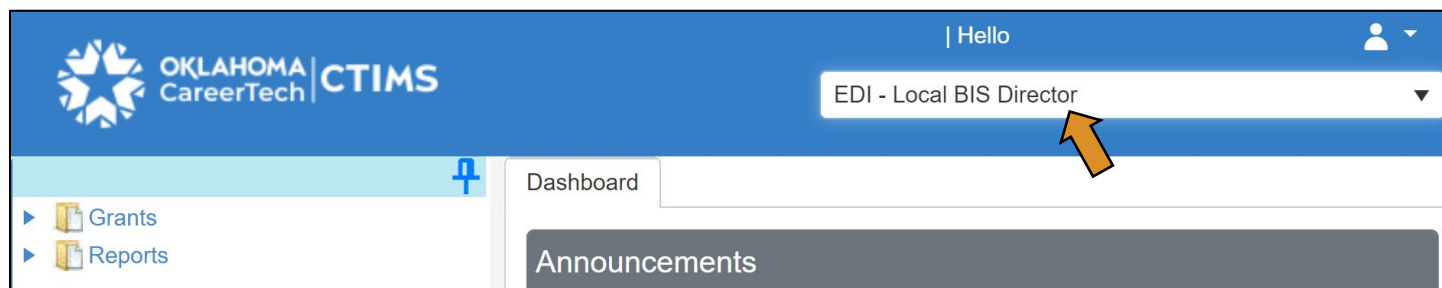 | Hello
OKLAHOMA
CareerTech | CTIMS
EDI - Local BIS Director
Dashboard
Grants
Reports
Announcements